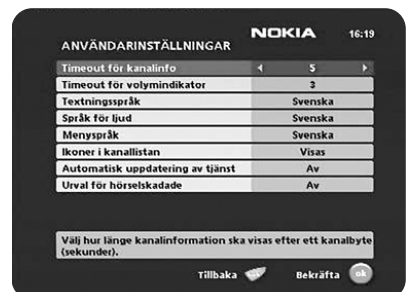 NOKIA 16:19
ANVÄNDARINSTÄLLNINGAR
Timeout för kanalinfo 5
Timeout för volymindikator 3
Textningsspråk Svenska
Språk för ljud Svenska
Menyspråk Svenska
Ikoner i kanallistan Visas
Automatisk uppdatering av tjänst Av
Urval för hörselskadade Av
Välj hur länge kanalinformation ska visas efter ett kanalbyte
(sekunder).
Tillbaka Bekräfta ok